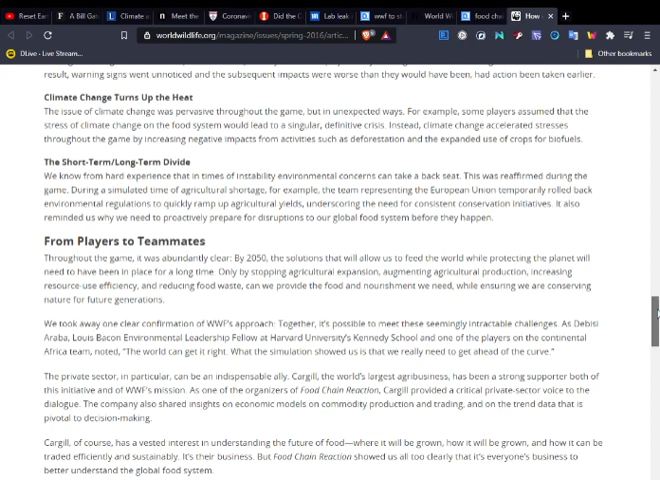 Reset Ear
A Bill Gat
Climate a
Meet the
Coronav
Did the C
Lab leak
wwf to st
World Wi
food chai
How
worldwildlife.org/magazine/issues/spring-2016/artic...
DLive - Live Stream...
Other bookmarks
result, warning signs went unnoticed and the subsequent impacts were worse than they would have been, had action been taken earlier.
Climate Change Turns Up the Heat
The issue of climate change was pervasive throughout the game, but in unexpected ways. For example, some players assumed that the
stress of climate change on the food system would lead to a singular, definitive crisis. Instead, climate change accelerated stresses
throughout the game by increasing negative impacts from activities such as deforestation and the expanded use of crops for biofuels.
The Short-Term/Long-Term Divide
We know from hard experience that in times of instability environmental concerns can take a back seat. This was reaffirmed during the
game. During a simulated time of agricultural shortage, for example, the team representing the European Union temporarily rolled back
environmental regulations to quickly ramp up agricultural yields, underscoring the need for consistent conservation initiatives. It also
reminded us why we need to proactively prepare for disruptions to our global food system before they happen.
From Players to Teammates
Throughout the game, it was abundantly clear: By 2050, the solutions that will allow us to feed the world while protecting the planet will
need to have been in place for a long time. Only by stopping agricultural expansion, augmenting agricultural production, increasing
resource-use efficiency, and reducing food waste, can we provide the food and nourishment we need, while ensuring we are conserving
nature for future generations.
We took away one clear confirmation of WWF's approach: Together, it's possible to meet these seemingly intractable challenges. As Debisi
Araba, Louis Bacon Environmental Leadership Fellow at Harvard University's Kennedy School and one of the players on the continental
Africa team, noted, "The world can get it right. What the simulation showed us is that we really need to get ahead of the curve."
The private sector, in particular, can be an indispensable ally. Cargill, the world's largest agribusiness, has been a strong supporter both of
this initiative and of WWF's mission. As one of the organizers of Food Chain Reaction, Cargill provided a critical private-sector voice to the
dialogue. The company also shared insights on economic models on commodity production and trading, and on the trend data that is
pivotal to decision-making.
Cargill, of course, has a vested interest in understanding the future of food—where it will be grown, how it will be grown, and how it can be
traded efficiently and sustainably. It's their business. But Food Chain Reaction showed us all too clearly that it's everyone's business to
better understand the global food system.